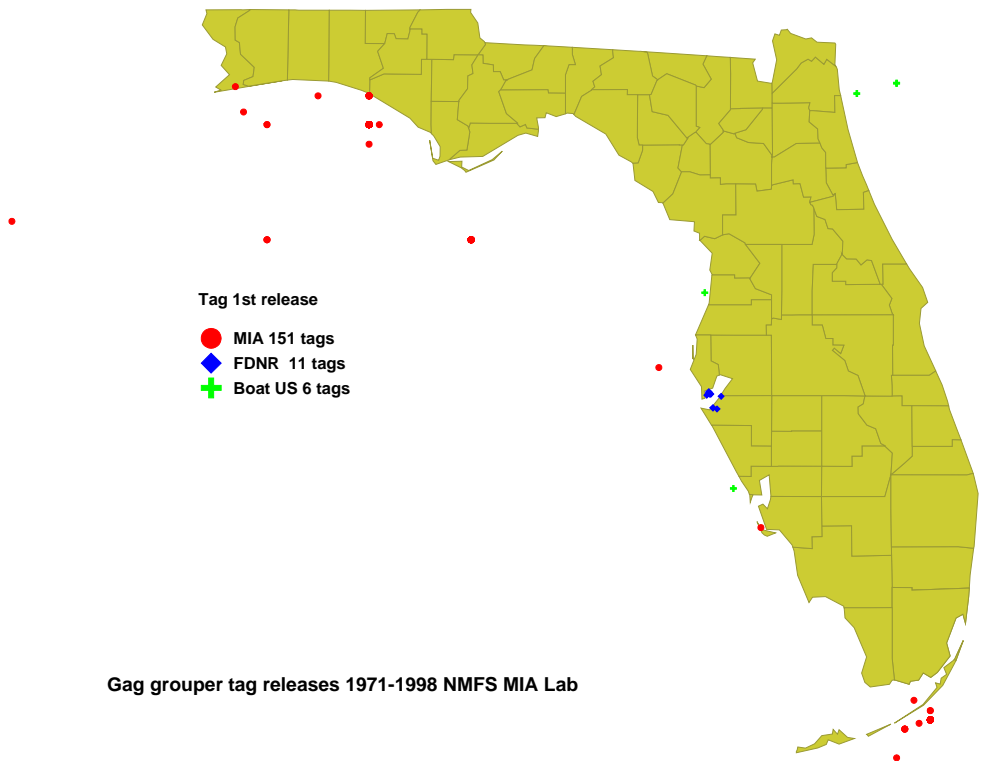 Tag 1st release
MIA 151 tags
FDNR  11 tags
Boat US 6 tags
Gag grouper tag releases 1971-1998 NMFS MIA Lab